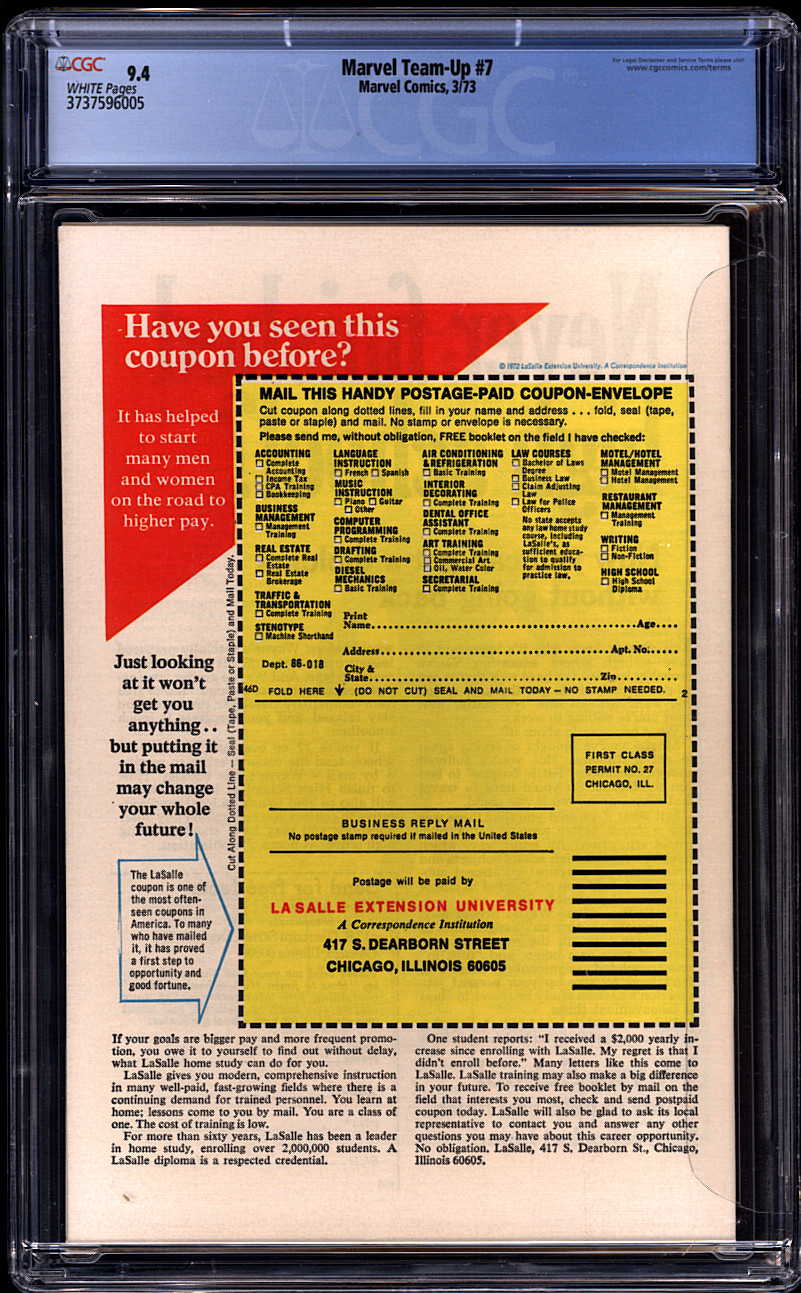 CGC
9.4
WHITE Pages
3737596005
Marvel Team-Up #7
Marvel Comics, 3/73
For Legal Disclaimer and Service Terms please visit:
www.cgccomics.com/terms
CGC
Have you seen this
coupon before?
© 1972 LaSalle Extension University. A Correspondence Institution
It has helped
to start
many men
and women
on the road to
higher pay.
MAIL THIS HANDY POSTAGE-PAID COUPON-ENVELOPE
Cut coupon along dotted lines, fill in your name and address . . . fold, seal (tape,
paste or staple) and mail. No stamp or envelope is necessary.
Please send me, without obligation, FREE booklet on the field I have checked:
ACCOUNTING
□ Complete
Accounting
□ Income Tax
□ CPA Training
□ Bookkeeping
BUSINESS
MANAGEMENT
□ Management
Training
REAL ESTATE
□ Complete Real
Estate
□ Real Estate
Brokerage
TRAFFIC &
TRANSPORTATION
□ Complete Training
STENOTYPE
□ Machine Shorthand
LANGUAGE
INSTRUCTION
□ French □ Spanish
MUSIC
INSTRUCTION
□ Piano □ Guitar
□ Other
COMPUTER
PROGRAMMING
□ Complete Training
DRAFTING
□ Complete Training
DIESEL
MECHANICS
□ Basic Training
AIR CONDITIONING
& REFRIGERATION
□ Basic Training
INTERIOR
DECORATING
□ Complete Training
DENTAL OFFICE
ASSISTANT
□ Complete Training
ART TRAINING
□ Complete Training
□ Commercial Art
□ Oil, Water Color
SECRETARIAL
□ Complete Training
LAW COURSES
□ Bachelor of Laws
Degree
□ Business Law
□ Claim Adjusting
Law
□ Law for Police
Officers
No state accepts
any law home study
course, including
LaSalle's, as
sufficient educa-
tion to qualify
for admission to
practice law.
MOTEL/HOTEL
MANAGEMENT
□ Motel Management
□ Hotel Management
RESTAURANT
MANAGEMENT
□ Management
Training
WRITING
□ Fiction
□ Non-Fiction
HIGH SCHOOL
□ High School
Diploma
Print
Name.....Age....
Address.....Apt. No.....
Dept. 86-018
City &
State.....Zip.....
46D FOLD HERE (DO NOT CUT) SEAL AND MAIL TODAY – NO STAMP NEEDED. 2
Cut Along Dotted Line — Seal (Tape, Paste or Staple) and Mail Today.
Just looking
at it won't
get you
anything . .
but putting it
in the mail
may change
your whole
future!
The LaSalle
coupon is one of
the most often-
seen coupons in
America. To many
who have mailed
it, it has proved
a first step to
opportunity and
good fortune.
FIRST CLASS
PERMIT NO. 27
CHICAGO, ILL.
BUSINESS REPLY MAIL
No postage stamp required if mailed in the United States
Postage will be paid by
LA SALLE EXTENSION UNIVERSITY
A Correspondence Institution
417 S. DEARBORN STREET
CHICAGO, ILLINOIS 60605
If your goals are bigger pay and more frequent promo-
tion, you owe it to yourself to find out without delay,
what LaSalle home study can do for you.
LaSalle gives you modern, comprehensive instruction
in many well-paid, fast-growing fields where there is a
continuing demand for trained personnel. You learn at
home; lessons come to you by mail. You are a class of
one. The cost of training is low.
For more than sixty years, LaSalle has been a leader
in home study, enrolling over 2,000,000 students. A
LaSalle diploma is a respected credential.
One student reports: "I received a $2,000 yearly in-
crease since enrolling with LaSalle. My regret is that I
didn't enroll before." Many letters like this come to
LaSalle. LaSalle training may also make a big difference
in your future. To receive free booklet by mail on the
field that interests you most, check and send postpaid
coupon today. LaSalle will also be glad to ask its local
representative to contact you and answer any other
questions you may have about this career opportunity.
No obligation. LaSalle, 417 S. Dearborn St., Chicago,
Illinois 60605.